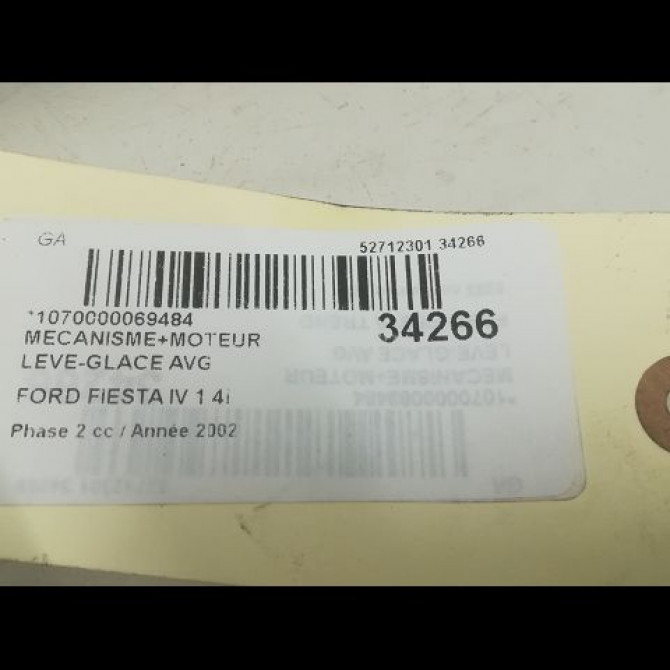 GA
52712301 34266
*1070000069484
34266
MECANISME+MOTEUR
LEVE-GLACE AVG
FORD FIESTA IV 1 4i
Phase 2 cc / Année 2002